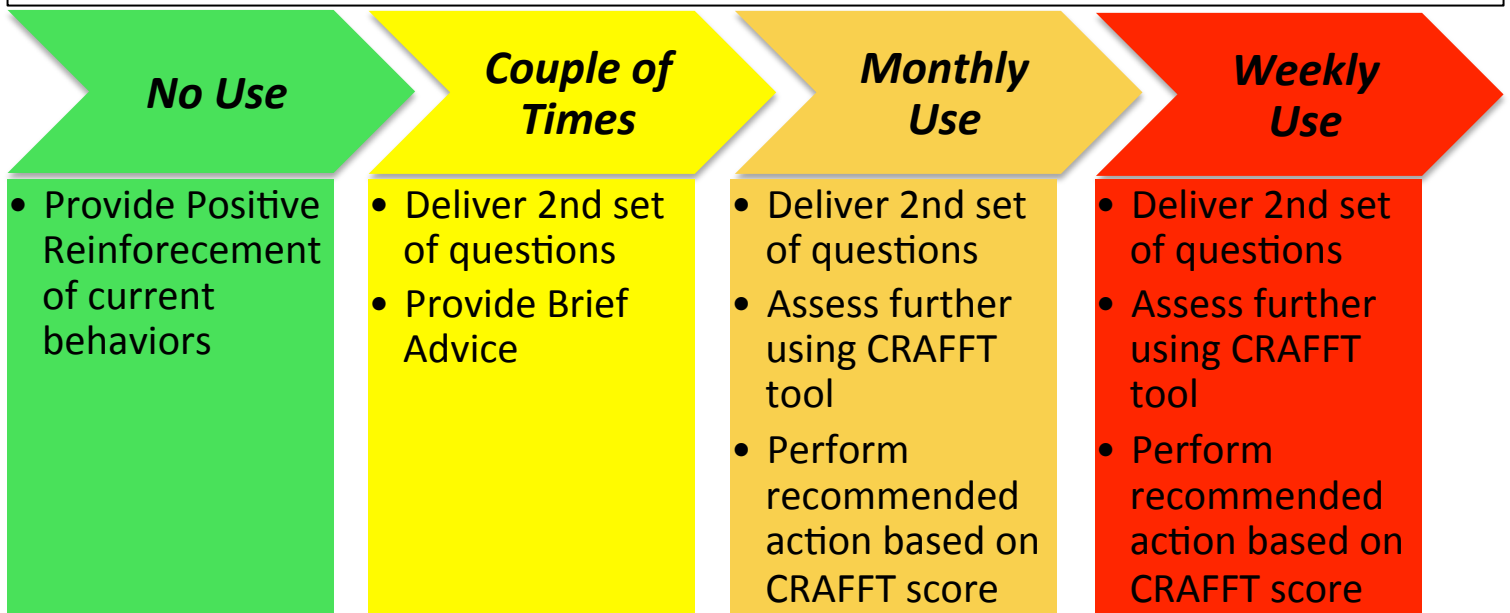 No Use
• Provide Positive
Reinforecement
of current
behaviors
Couple of
Times
• Deliver 2nd set
of questions
• Provide Brief
Advice
Monthly
Use
• Deliver 2nd set
of questions
• Assess further
using CRAFFT
tool
• Perform
recommended
action based on
CRAFFT score
Weekly
Use
• Deliver 2nd set
of questions
• Assess further
using CRAFFT
tool
• Perform
recommended
action based on
CRAFFT score